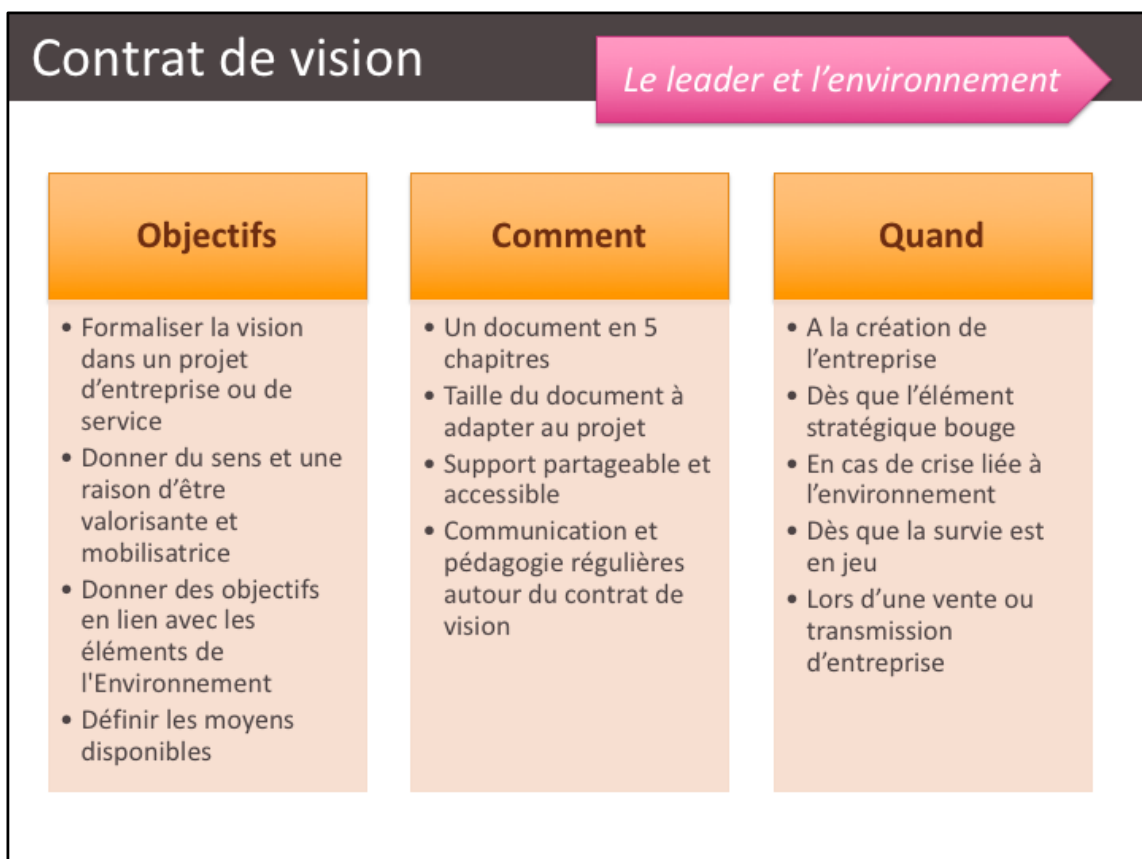 Contrat de vision
Le leader et l’environnement
Objectifs
• Formaliser la vision
dans un projet
d’entreprise ou de
service
• Donner du sens et une
raison d’être
valorisante et
mobilisatrice
• Donner des objectifs
en lien avec les
éléments de
l'Environnement
• Définir les moyens
disponibles
Comment
• Un document en 5
chapitres
• Taille du document à
adapter au projet
• Support partageable et
accessible
• Communication et
pédagogie régulières
autour du contrat de
vision
Quand
• A la création de
l’entreprise
• Dès que l’élément
stratégique bouge
• En cas de crise liée à
l’environnement
• Dès que la survie est
en jeu
• Lors d’une vente ou
transmission
d’entreprise